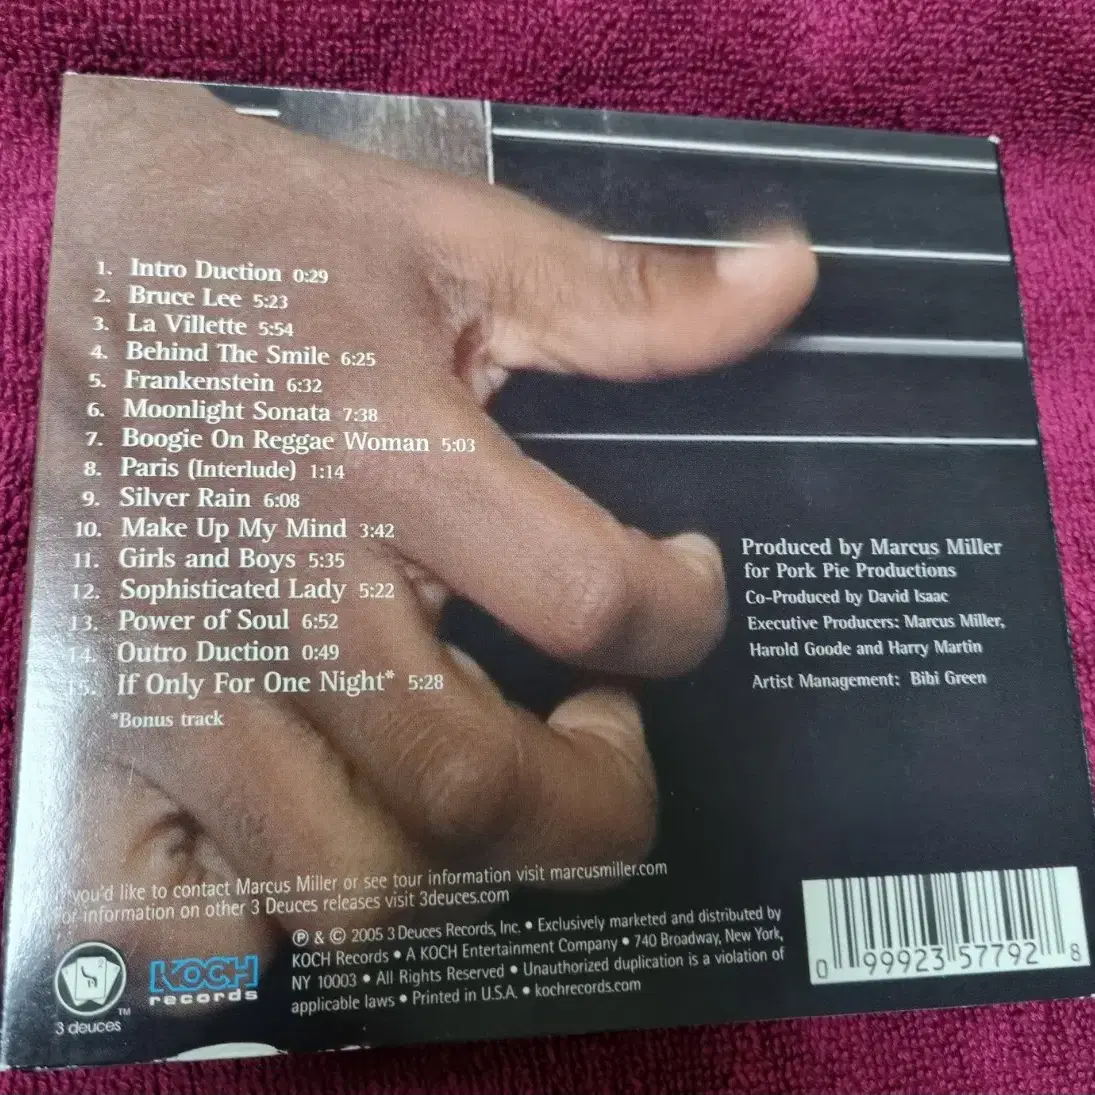 1. Intro Duction 0:29
2. Bruce Lee 5:23
3. La Villette 5:54
4. Behind The Smile 6:25
5. Frankenstein 6:32
6. Moonlight Sonata 7:38
7. Boogie On Reggae Woman 5:03
8. Paris (Interlude) 1:14
9. Silver Rain 6:08
10. Make Up My Mind 3:42
11. Girls and Boys 5:35
12. Sophisticated Lady 5:22
13. Power of Soul 6:52
14. Outro Duction 0:49
15. If Only For One Night* 5:28
*Bonus track
Produced by Marcus Miller
for Pork Pie Productions
Co-Produced by David Isaac
Executive Producers: Marcus Miller,
Harold Goode and Harry Martin
Artist Management: Bibi Green
you'd like to contact Marcus Miller or see tour information visit marcusmiller.com
For information on other 3 Deuces releases visit 3deuces.com
℗ & © 2005 3 Deuces Records, Inc. • Exclusively marketed and distributed by
KOCH Records • A KOCH Entertainment Company • 740 Broadway, New York,
NY 10003 • All Rights Reserved • Unauthorized duplication is a violation of
applicable laws • Printed in U.S.A. • kochrecords.com
3 deuces™
KOCH
records
0 99923 57792 8